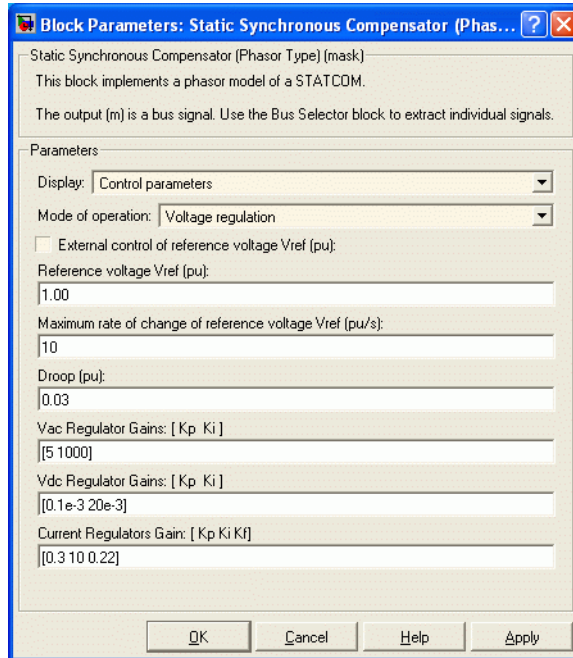 Block Parameters: Static Synchronous Compensator (Phas...
Static Synchronous Compensator (Phasor Type) (mask)
This block implements a phasor model of a STATCOM.
The output (m) is a bus signal. Use the Bus Selector block to extract individual signals.
Parameters
Display: Control parameters
Mode of operation: Voltage regulation
External control of reference voltage Vref (pu):
Reference voltage Vref (pu):
1.00
Maximum rate of change of reference voltage Vref (pu/s):
10
Droop (pu):
0.03
Vac Regulator Gains: [ Kp Ki ]
[5 1000]
Vdc Regulator Gains: [ Kp Ki ]
[0.1e-3 20e-3]
Current Regulators Gain: [ Kp Ki Kf]
[0.3 10 0.22]
OK Cancel Help Apply